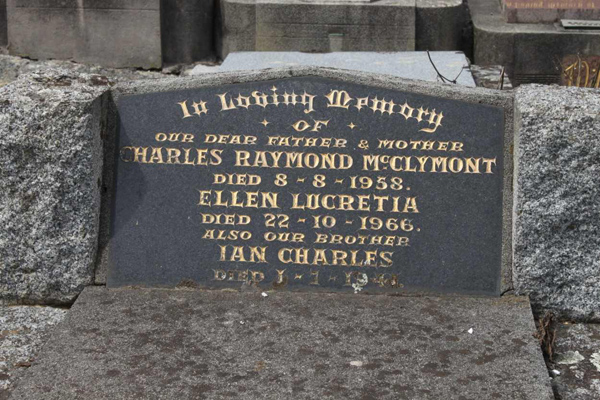 In Loving Memory
OF
OUR DEAR FATHER & MOTHER
CHARLES RAYMOND McCLYMONT
DIED 8-8-1958.
ELLEN LUCRETIA
DIED 22-10-1966.
ALSO OUR BROTHER
IAN CHARLES
DIED